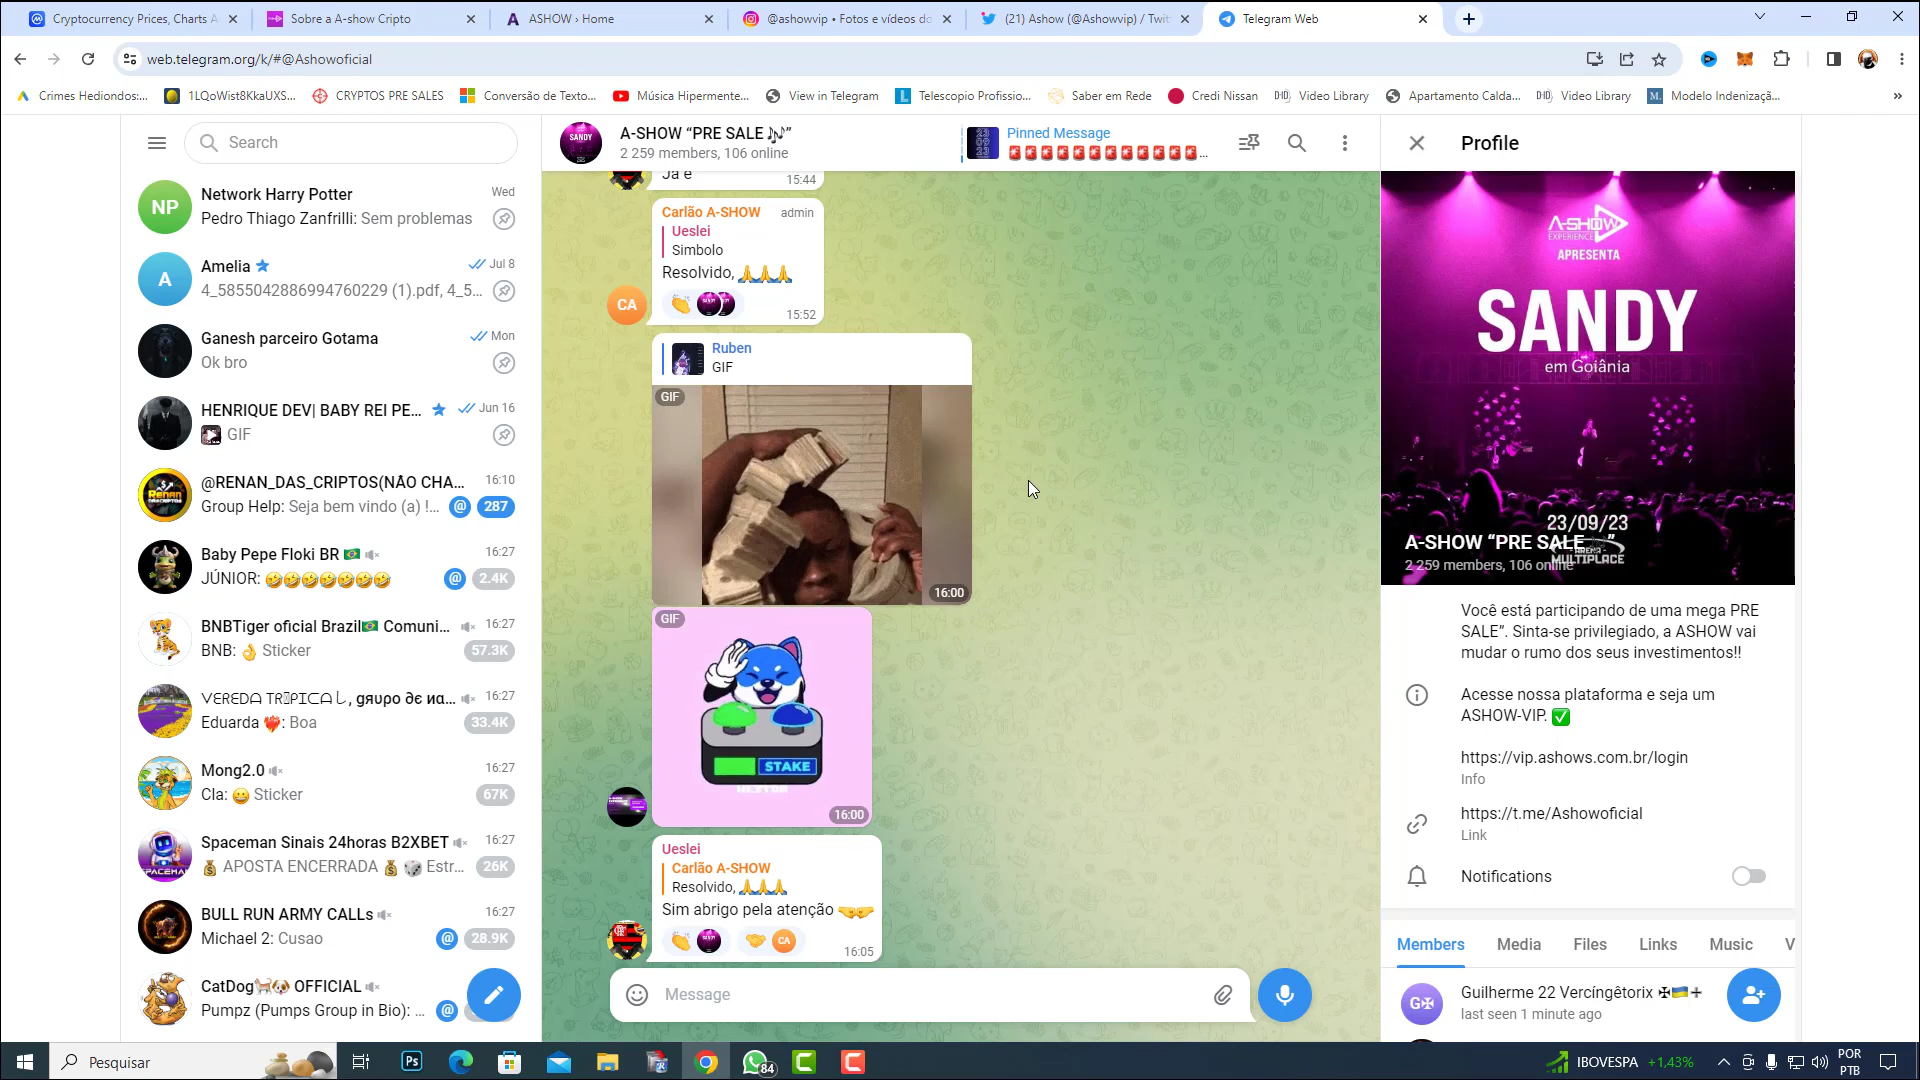 Cryptocurrency Prices, Charts A
Sobre a A-show Cripto
ASHOW › Home
@ashowvip • Fotos e vídeos do
(21) Ashow (@Ashowvip) / Twitt
Telegram Web
web.telegram.org/k/#@Ashowoficial
Crimes Hediondos:...
1LQoWist8KkaUXS...
CRYPTOS PRE SALES
Conversão de Texto...
Música Hipermente...
View in Telegram
Telescopio Profissio...
Saber em Rede
Credi Nissan
Video Library
Apartamento Calda...
Video Library
Modelo Indenizaçã...
»
Search
NP
Network Harry Potter
Wed
Pedro Thiago Zanfrilli: Sem problemas
A
Amelia
Jul 8
4_5855042886994760229 (1).pdf, 4_5...
Ganesh parceiro Gotama
Mon
Ok bro
HENRIQUE DEV| BABY REI PE...
Jun 16
GIF
@RENAN_DAS_CRIPTOS(NÃO CHA...
16:10
Group Help: Seja bem vindo (a) !...
@ 287
Baby Pepe Floki BR 🇧🇷
16:27
JÚNIOR: 🤣🤣🤣🤣🤣🤣🤣
@ 2.4K
BNBTiger oficial Brazil🇧🇷 Comuni...
16:27
BNB: 👌 Sticker
57.3K
16:27
Eduarda ❤️‍🔥: Boa
33.4K
Mong2.0
16:27
Cla: 😀 Sticker
67K
Spaceman Sinais 24horas B2XBET
16:27
💰 APOSTA ENCERRADA 💰 🎲 Estr...
26K
BULL RUN ARMY CALLs
16:27
Michael 2: Cusao
@ 28.9K
CatDog🐈🐶 OFFICIAL
Pumpz (Pumps Group in Bio): ...
@
SANDY
A-SHOW “PRE SALE🎶”
2 259 members, 106 online
Pinned Message
🚨🚨🚨🚨🚨🚨🚨🚨🚨🚨🚨🚨...
Ja é
15:44
Carlão A-SHOW
admin
Ueslei
Simbolo
Resolvido, 🙏🙏🙏
CA
15:52
Ruben
GIF
GIF
16:00
GIF
STAKE
16:00
Ueslei
Carlão A-SHOW
Resolvido, 🙏🙏🙏
Sim abrigo pela atenção 🤝
CA
16:05
Message
Profile
A-SHOW
EXPERIENCE
APRESENTA
SANDY
em Goiânia
23/09/23
A-SHOW “PRE SALE🎶”
ARENA
MULTIPLACE
2 259 members, 106 online
Você está participando de uma mega PRE
SALE”. Sinta-se privilegiado, a ASHOW vai
mudar o rumo dos seus investimentos!!
Acesse nossa plataforma e seja um
ASHOW-VIP. ✅
https://vip.ashows.com.br/login
Info
https://t.me/Ashowoficial
Link
Notifications
Members
Media
Files
Links
Music
V
G✠
Guilherme 22 Vercíngêtorix ✠🇺🇦➕
last seen 1 minute ago
Pesquisar
Ps
84
IBOVESPA +1,43%
POR
PTB